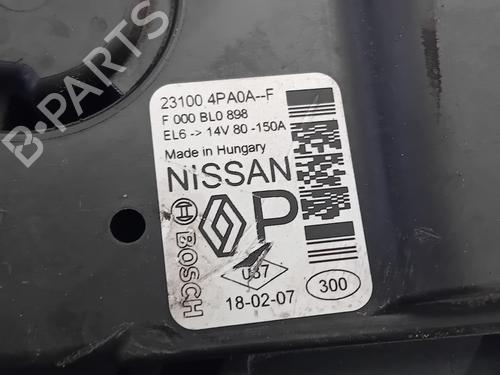 B-PARTS
23100 4PA0A--F
F 000 BL0 898
EL6 -> 14V 80-150A
Made in Hungary
NISSAN
BOSCH
P
037
18-02-07
300